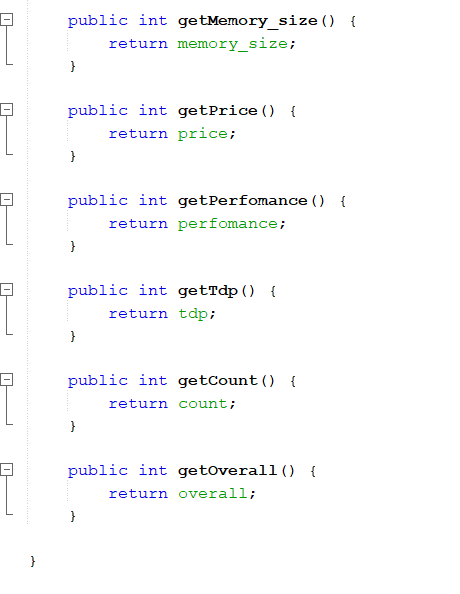 public int getMemory_size() {
return memory_size;
}
public int getPrice() {
return price;
}
public int getPerfomance() {
return perfomance;
}
public int getTdp() {
return tdp;
}
public int getCount() {
return count;
}
public int getOverall() {
return overall;
}
}